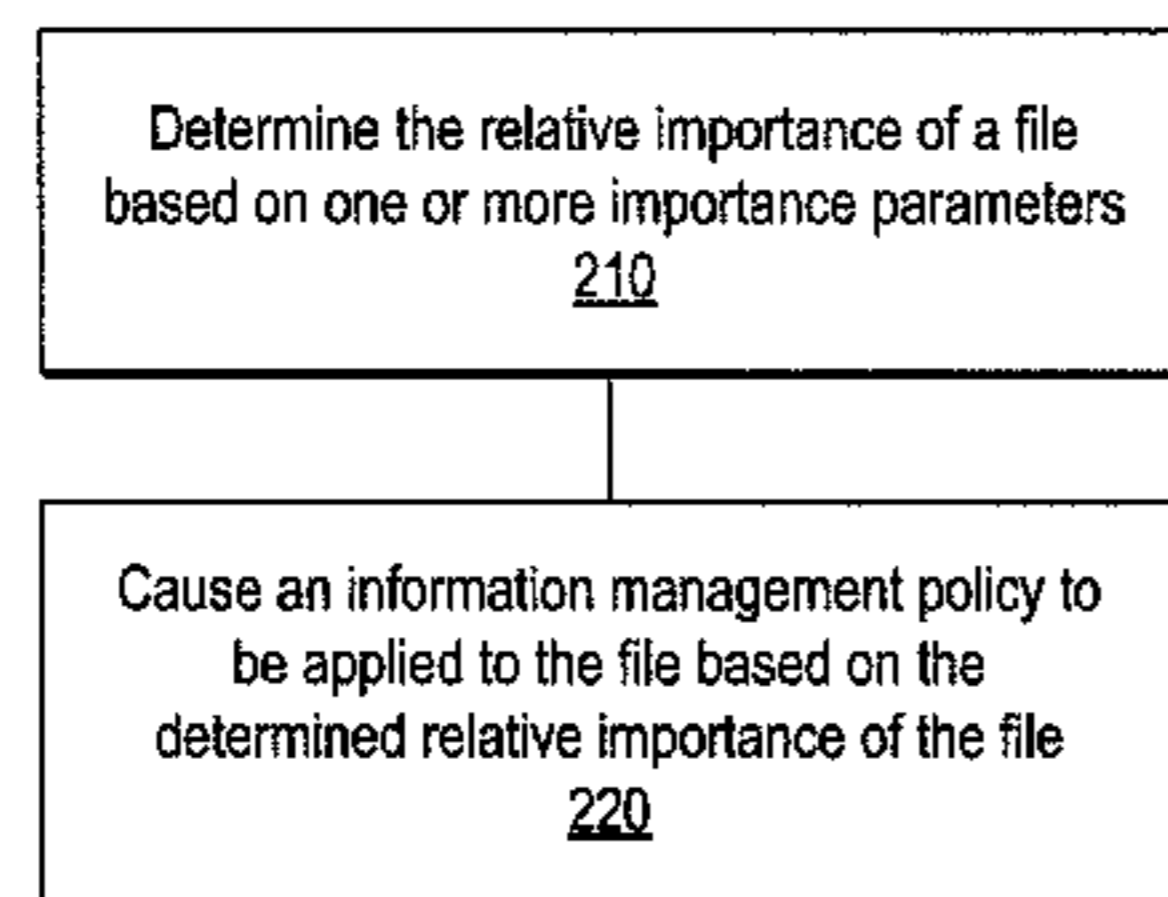 Determine the relative importance of a file
based on one or more importance parameters
210
Cause an information management policy to
be applied to the file based on the
determined relative importance of the file
220